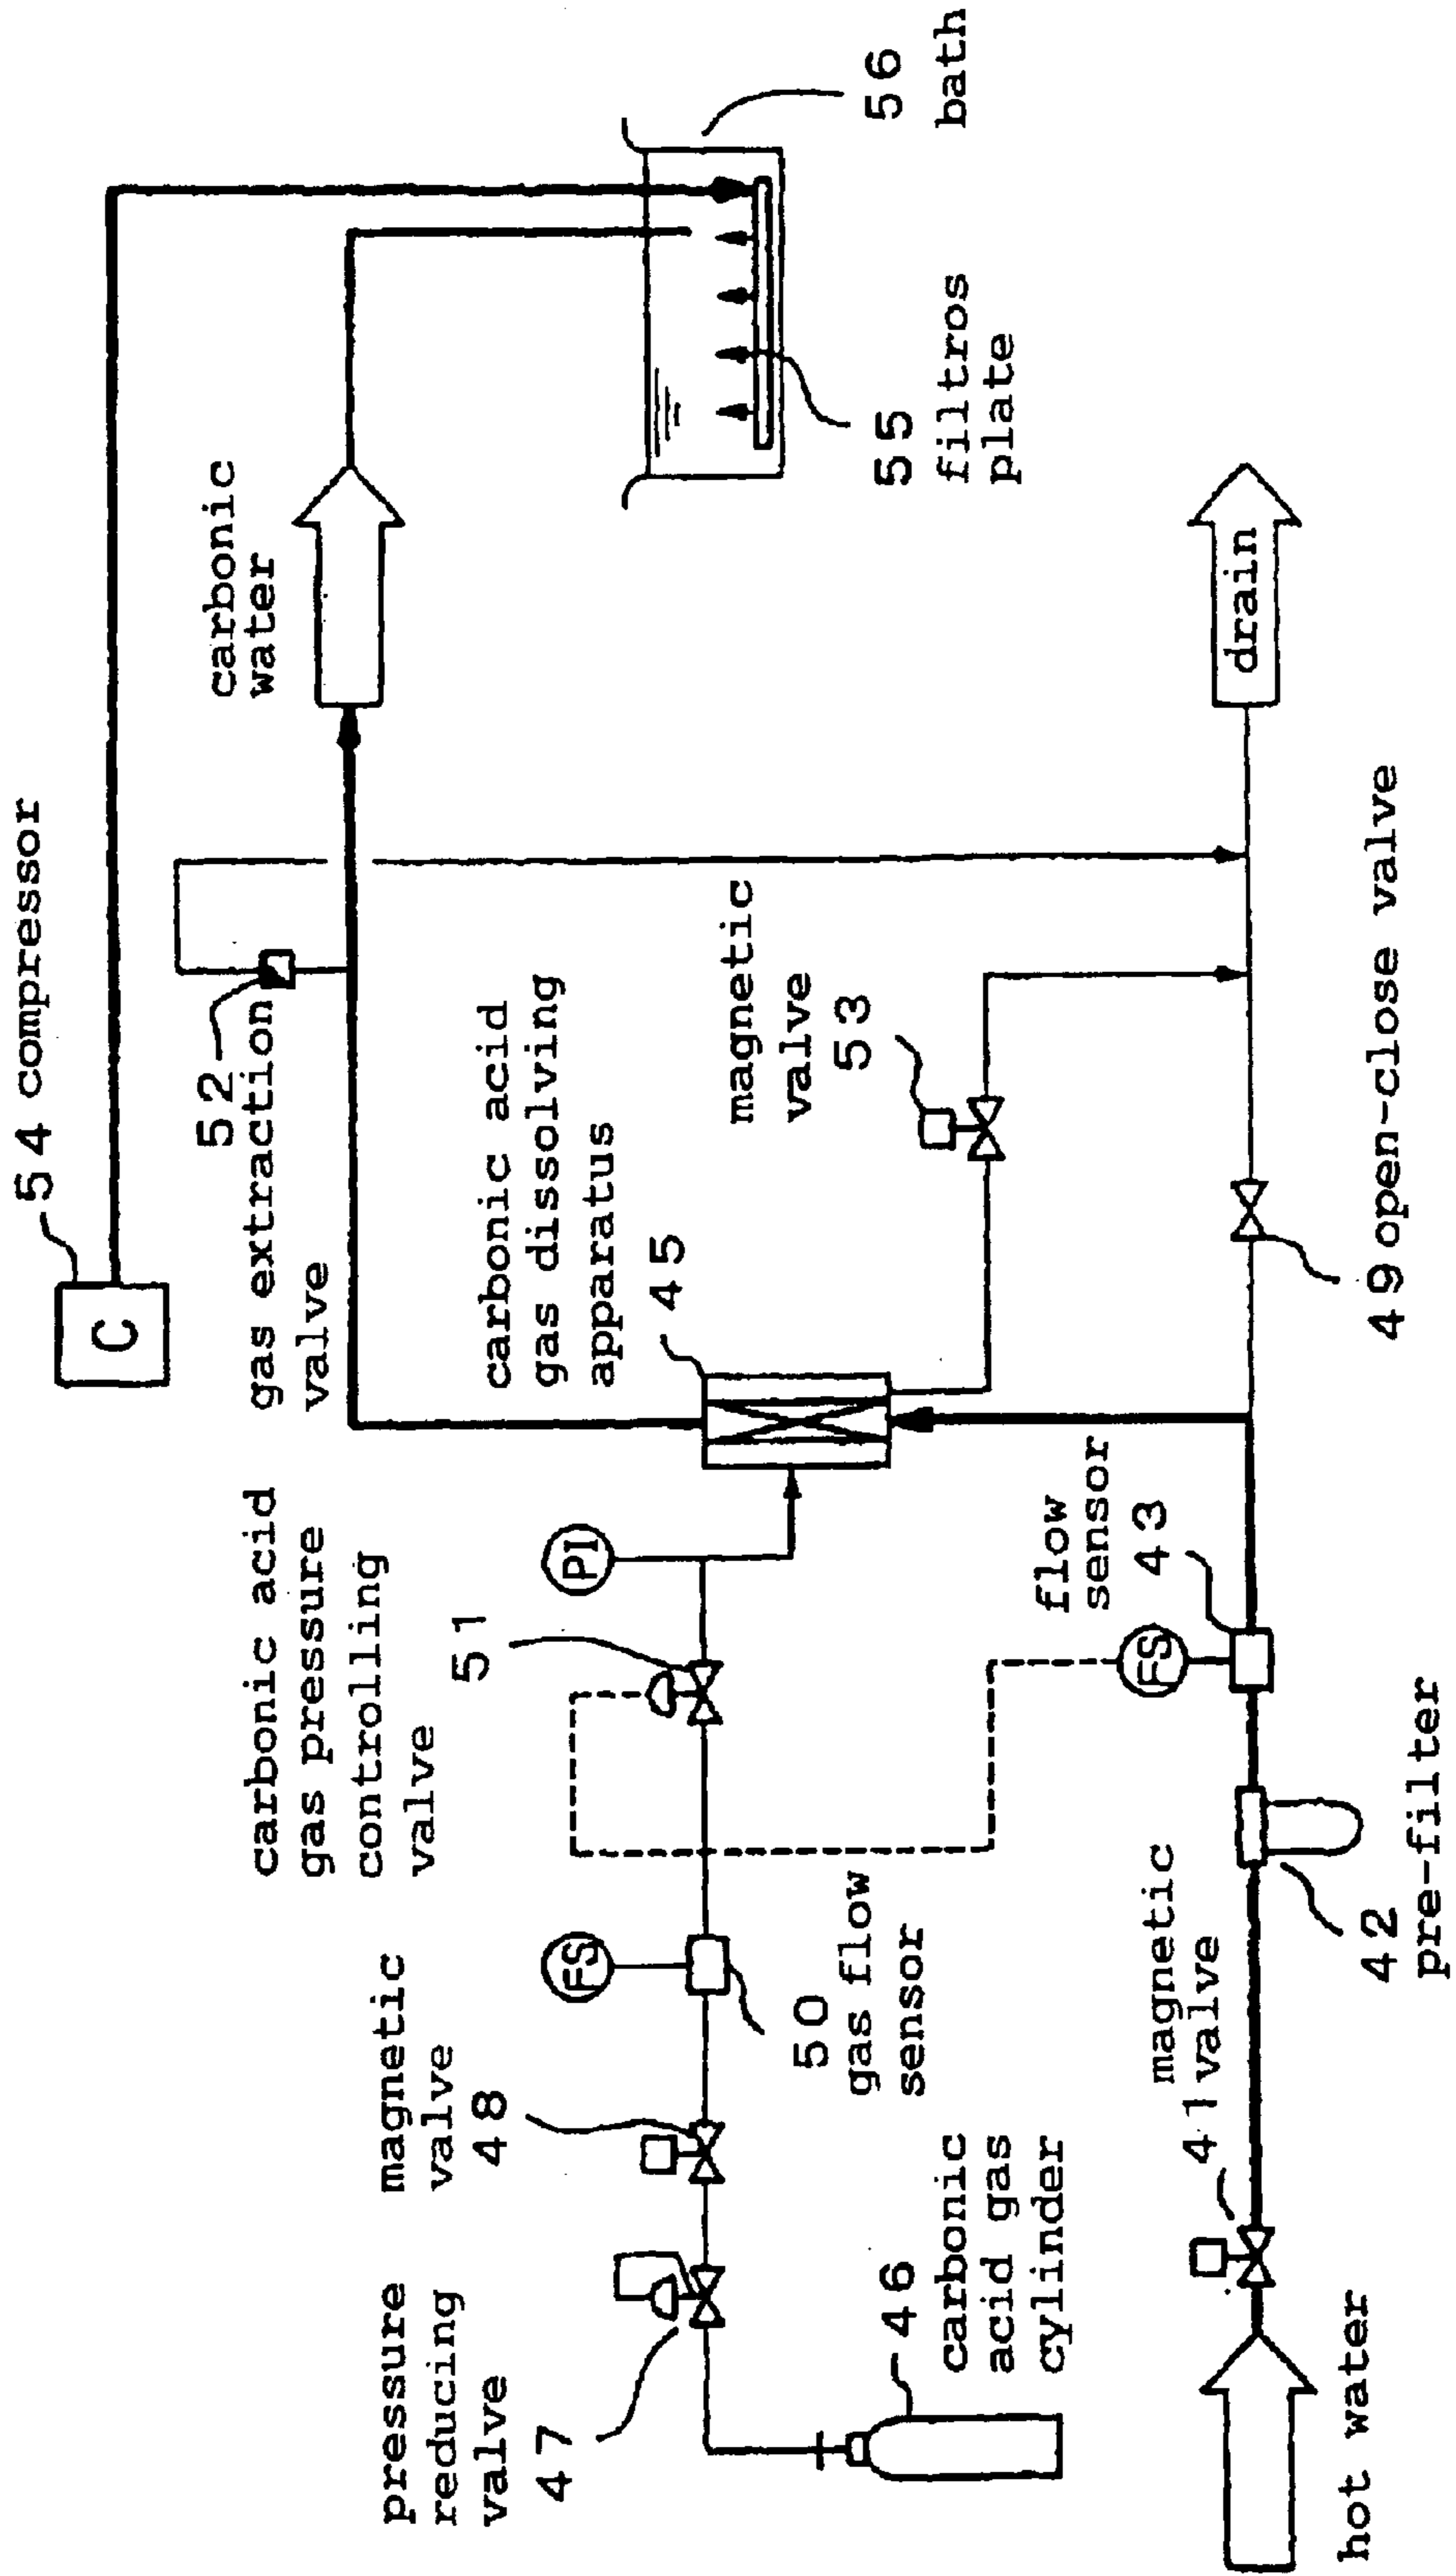 54 compressor
C
52
gas extraction
valve
carbonic
water
56
bath
55
filtros
plate
carbonic acid
gas dissolving
apparatus
45
magnetic
valve
53
drain
49 open-close valve
carbonic acid
gas pressure
controlling
valve
51
PI
flow
sensor
43
FS
FS
50
gas flow
sensor
magnetic
valve
48
pressure
reducing
valve
47
46
carbonic
acid gas
cylinder
magnetic
41 valve
42
pre-filter
hot water